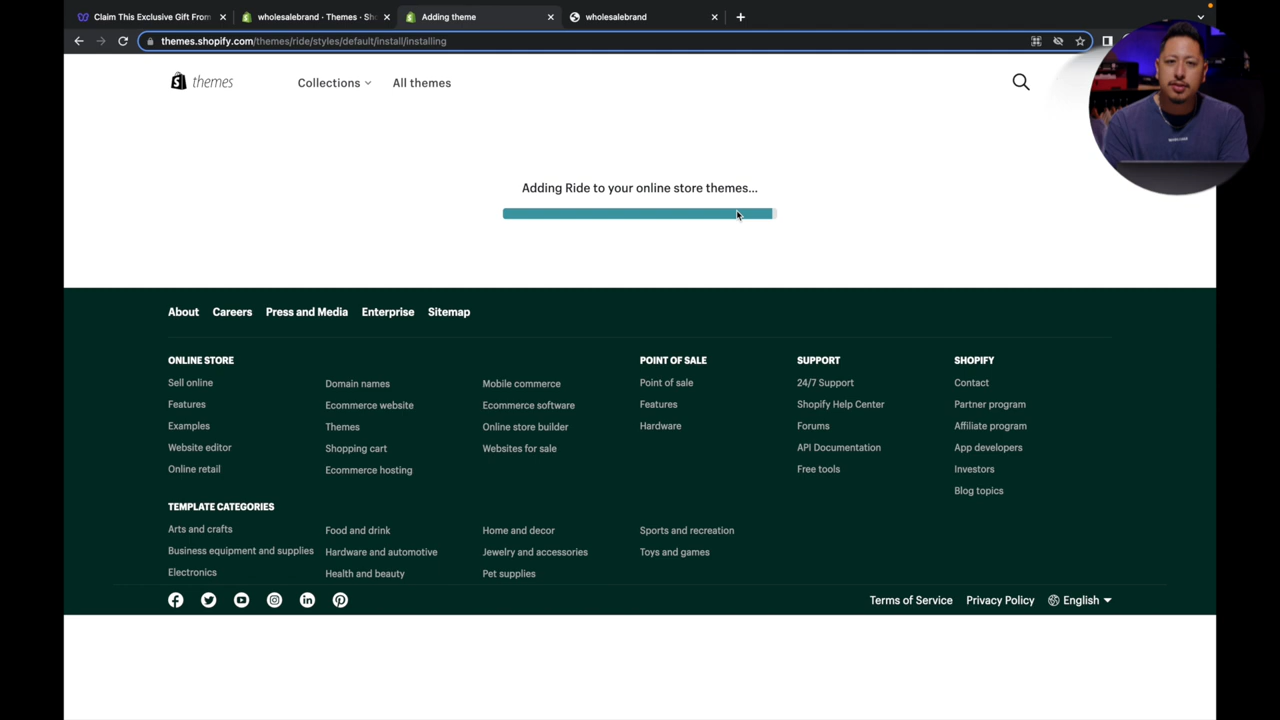 Claim This Exclusive Gift From
wholesalebrand · Themes · Sho
Adding theme
wholesalebrand
themes.shopify.com/themes/ride/styles/default/install/installing
themes
Collections
All themes
Adding Ride to your online store themes...
About
Careers
Press and Media
Enterprise
Sitemap
ONLINE STORE
Sell online
Features
Examples
Website editor
Online retail
Domain names
Ecommerce website
Themes
Shopping cart
Ecommerce hosting
Mobile commerce
Ecommerce software
Online store builder
Websites for sale
POINT OF SALE
Point of sale
Features
Hardware
SUPPORT
24/7 Support
Shopify Help Center
Forums
API Documentation
Free tools
SHOPIFY
Contact
Partner program
Affiliate program
App developers
Investors
Blog topics
TEMPLATE CATEGORIES
Arts and crafts
Business equipment and supplies
Electronics
Food and drink
Hardware and automotive
Health and beauty
Home and decor
Jewelry and accessories
Pet supplies
Sports and recreation
Toys and games
Terms of Service
Privacy Policy
English